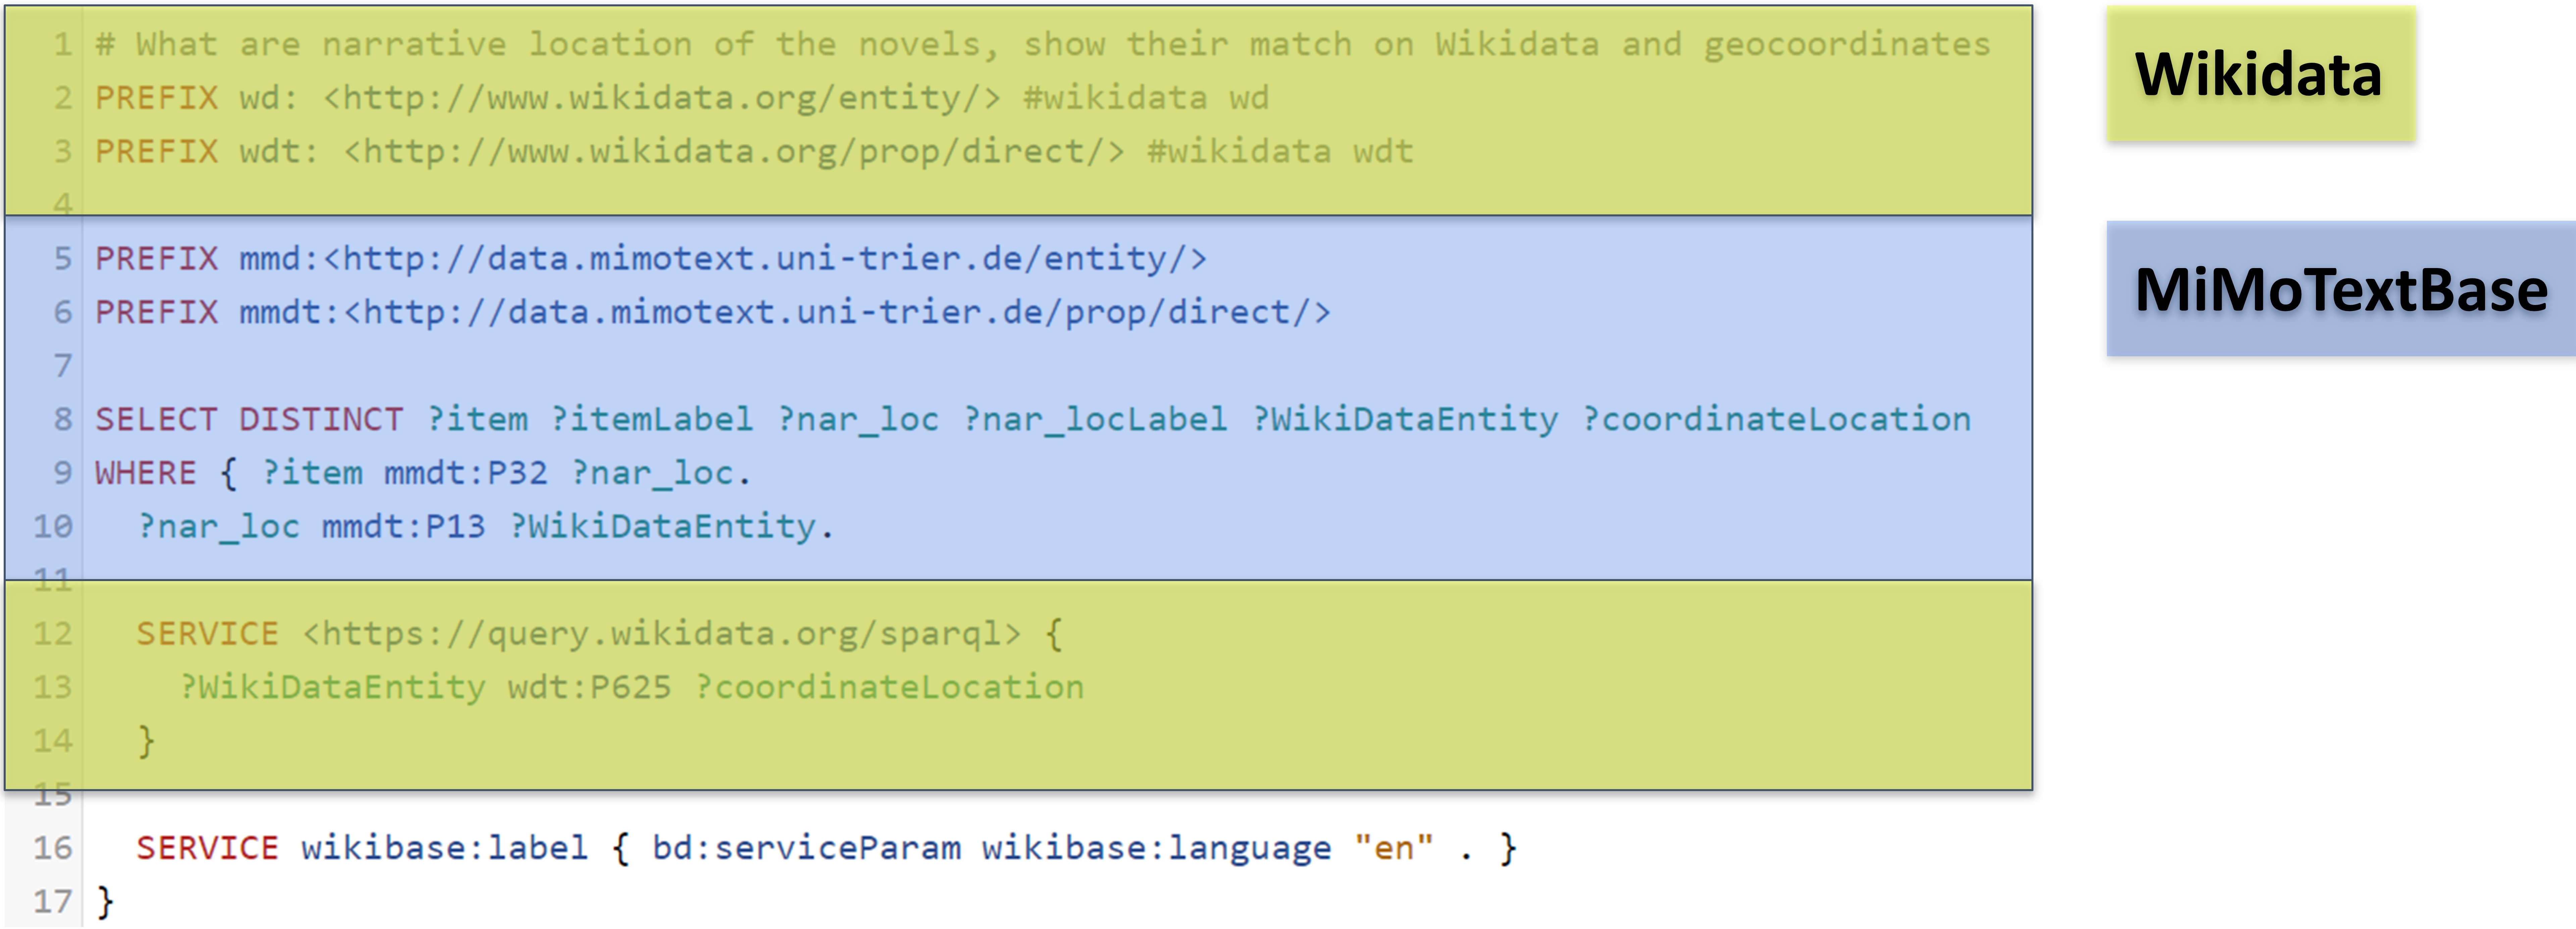 1 # What are narrative location of the novels, show their match on Wikidata and geocoordinates
2 PREFIX wd: <http://www.wikidata.org/entity/> #wikidata wd
3 PREFIX wdt: <http://www.wikidata.org/prop/direct/> #wikidata wdt
4
5 PREFIX mmd:<http://data.mimotext.uni-trier.de/entity/>
6 PREFIX mmdt:<http://data.mimotext.uni-trier.de/prop/direct/>
7
8 SELECT DISTINCT ?item ?itemLabel ?nar_loc ?nar_locLabel ?WikiDataEntity ?coordinateLocation
9 WHERE { ?item mmdt:P32 ?nar_loc.
10 ?nar_loc mmdt:P13 ?WikiDataEntity.
11
12 SERVICE <https://query.wikidata.org/sparql> {
13 ?WikiDataEntity wdt:P625 ?coordinateLocation
14 }
15
16 SERVICE wikibase:label { bd:serviceParam wikibase:language "en" . }
17 }
Wikidata
MiMoTextBase